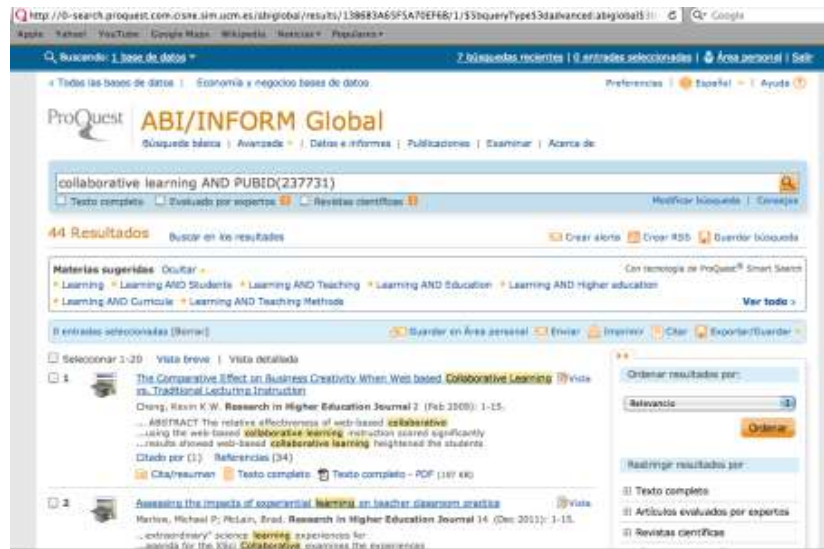 http://0-search.proquest.com.cisne.sim.ucm.es/abiglobal/results/138683A65F5A70EF68/1/$5bqueryType$3dadvanced:abiglobal$3 Google
Apple Yahoo! YouTube Google Maps Wikipedia Noticias Populares
Buscando: 1 base de datos 2 búsquedas recientes | 0 entradas seleccionadas | Área personal | Salir
« Todas las bases de datos | Economía y negocios bases de datos Preferencias | Español | Ayuda
ProQuest ABI/INFORM Global
Búsqueda básica | Avanzada | Datos e informes | Publicaciones | Examinar | Acerca de
collaborative learning AND PUBID(237731)
Texto completo Evaluado por expertos Revistas científicas Modificar búsqueda | Consejos
44 Resultados Buscar en los resultados Crear alerta Crear RSS Guardar búsqueda
Materias sugeridas Ocultar Con tecnología de ProQuest® Smart Search
Learning Learning AND Students Learning AND Teaching Learning AND Education Learning AND Higher education
Learning AND Curricula Learning AND Teaching Methods Ver todo >
0 entradas seleccionadas [Borrar] Guardar en Área personal Enviar Imprimir Citar Exportar/Guardar
Seleccionar 1-20 Vista breve | Vista detallada
1 The Comparative Effect on Business Creativity When Web based Collaborative Learning Vista
vs. Traditional Lecturing Instruction
Cheng, Kevin K W. Research in Higher Education Journal 2 (Feb 2009): 1-15.
... ABSTRACT The relative effectiveness of web-based collaborative
...using the web-based collaborative learning instruction scored significantly
...results showed web-based collaborative learning heightened the students
Citado por (1) Referencias (34)
Cita/resumen Texto completo Texto completo - PDF (197 KB)
2 Assessing the impacts of experiential learning on teacher classroom practice Vista
Marlow, Michael P; McLain, Brad. Research in Higher Education Journal 14 (Dec 2011): 1-15.
... extraordinary" science learning experiences for
...agenda for the XSci Collaborative examines the experiences
Ordenar resultados por:
Relevancia
Ordenar
Restringir resultados por
Texto completo
Artículos evaluados por expertos
Revistas científicas